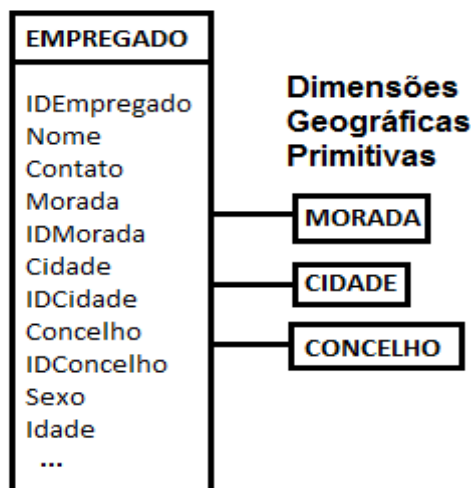 EMPREGADO
IDEmpregado
Nome
Contato
Morada
IDMorada
Cidade
IDCidade
Concelho
IDConcelho
Sexo
Idade
...
Dimensões
Geográficas
Primitivas
MORADA
CIDADE
CONCELHO